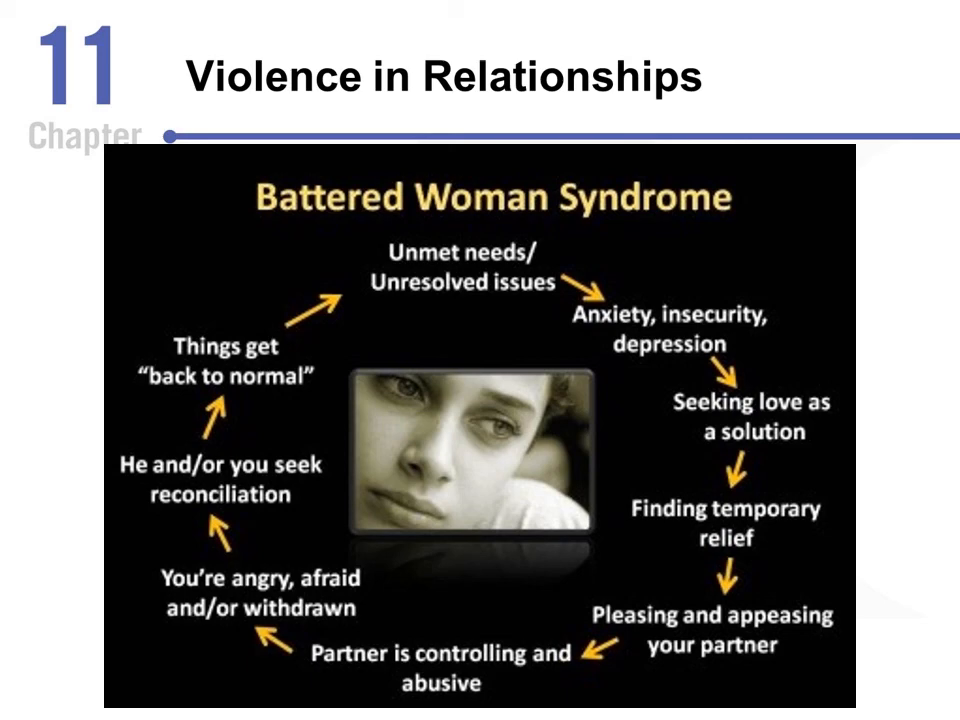 11
Chapter
Violence in Relationships
Battered Woman Syndrome
Unmet needs/
Unresolved issues
Anxiety, insecurity,
depression
Seeking love as
a solution
Finding temporary
relief
Pleasing and appeasing
your partner
Partner is controlling and
abusive
You're angry, afraid
and/or withdrawn
He and/or you seek
reconciliation
Things get
“back to normal”